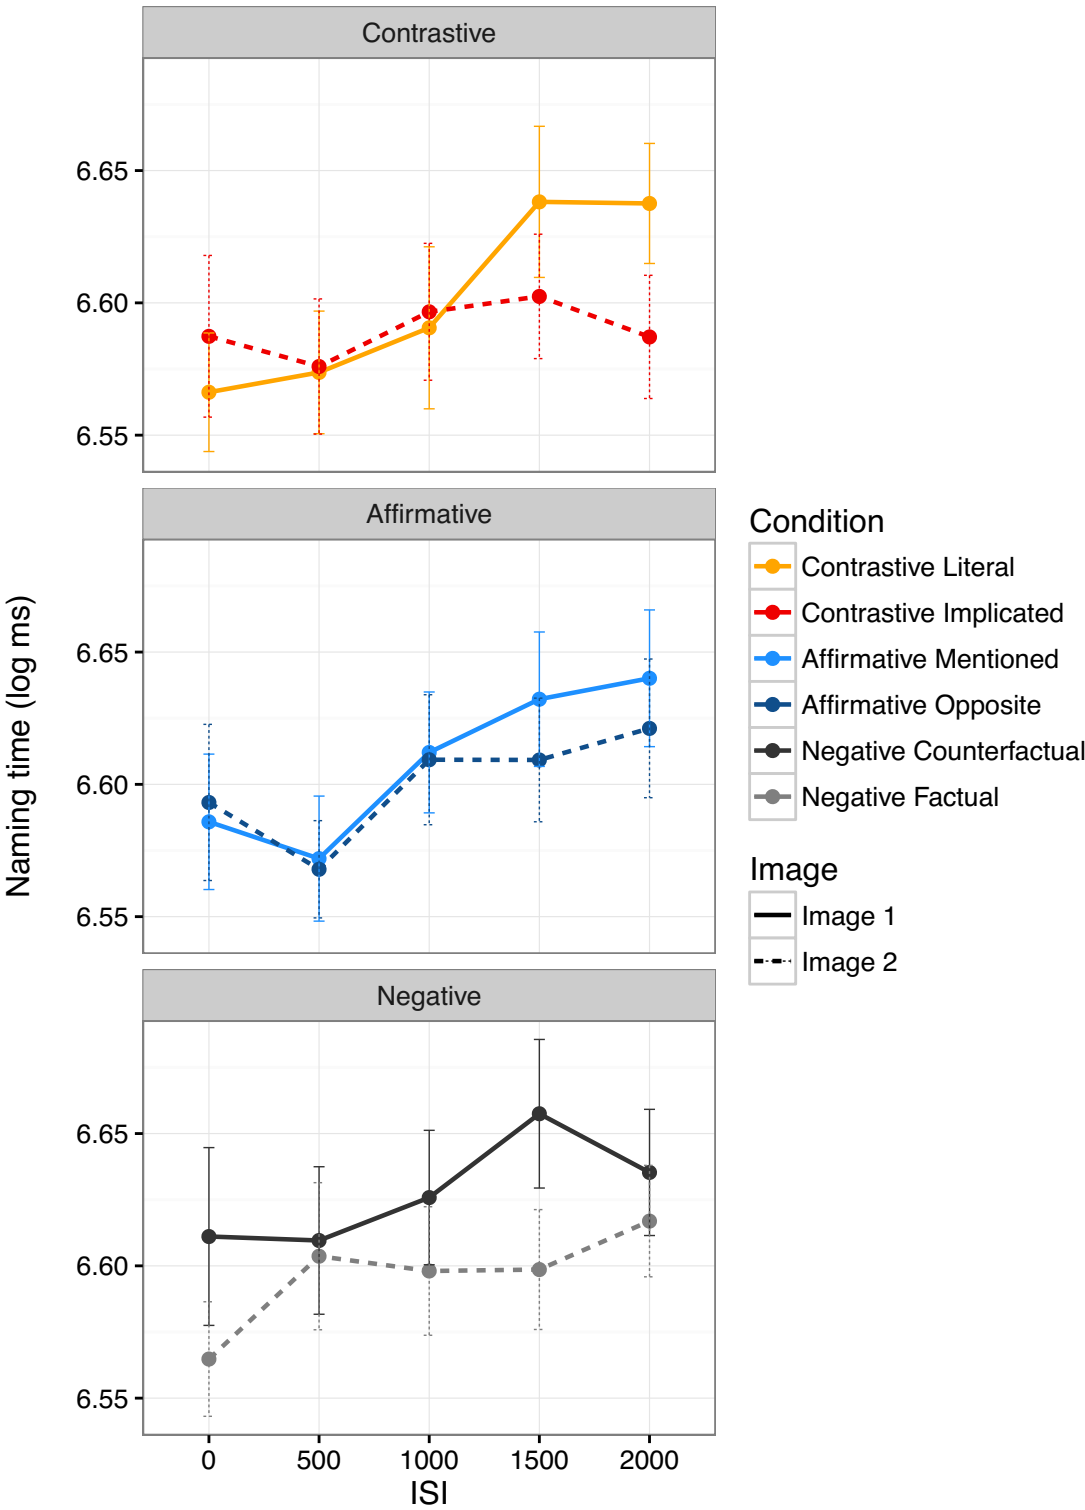 Contrastive
6.65
6.60
6.55
Affirmative
6.65
6.60
6.55
Negative
6.65
6.60
6.55
0 500 1000 1500 2000
ISI
Naming time (log ms)
Condition
Contrastive Literal
Contrastive Implicated
Affirmative Mentioned
Affirmative Opposite
Negative Counterfactual
Negative Factual
Image
Image 1
Image 2